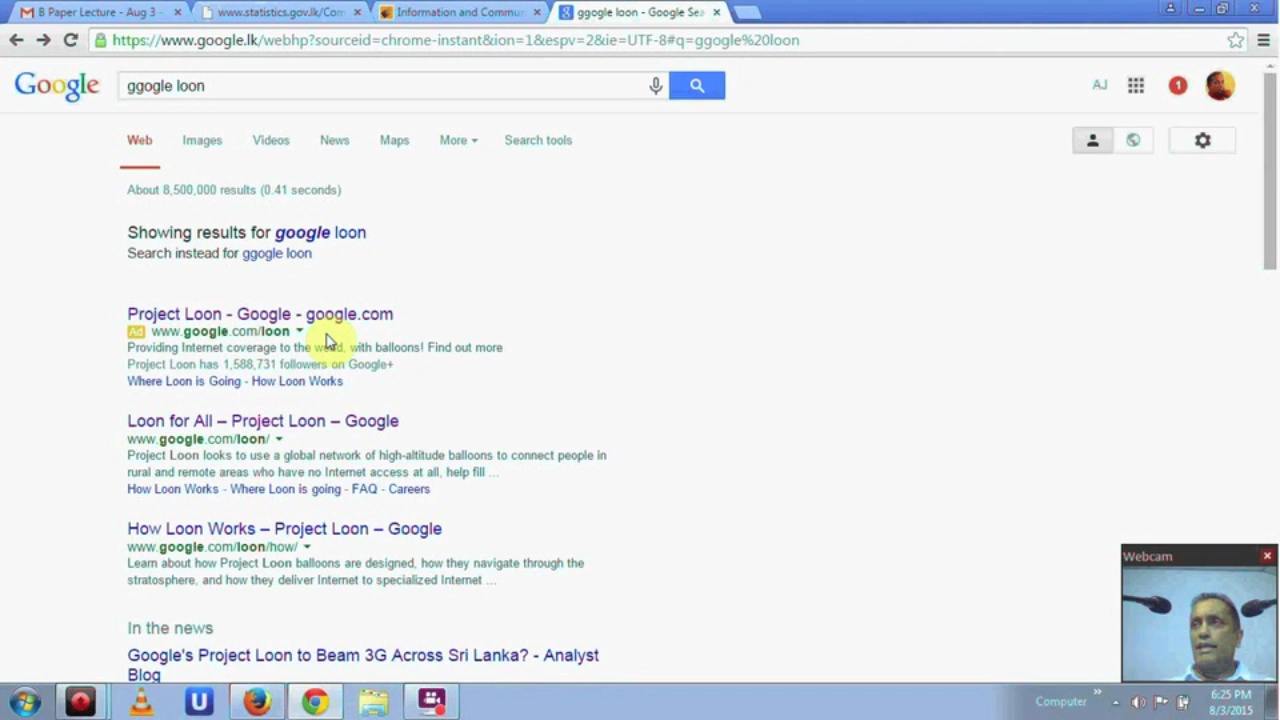 B Paper Lecture - Aug 3 -
www.statistics.gov.lk/Com
Information and Commun
ggogle loon - Google Sea
https://www.google.lk/webhp?sourceid=chrome-instant&ion=1&espv=2&ie=UTF-8#q=ggogle%20loon
Google
ggogle loon
AJ
1
Web Images Videos News Maps More Search tools
About 8,500,000 results (0.41 seconds)
Showing results for google loon
Search instead for ggogle loon
Project Loon - Google - google.com
Ad www.google.com/loon
Providing Internet coverage to the world, with balloons! Find out more
Project Loon has 1,588,731 followers on Google+
Where Loon is Going - How Loon Works
Loon for All – Project Loon – Google
www.google.com/loon/
Project Loon looks to use a global network of high-altitude balloons to connect people in
rural and remote areas who have no Internet access at all, help fill ...
How Loon Works - Where Loon is going - FAQ - Careers
How Loon Works – Project Loon – Google
www.google.com/loon/how/
Learn about how Project Loon balloons are designed, how they navigate through the
stratosphere, and how they deliver Internet to specialized Internet ...
In the news
Google's Project Loon to Beam 3G Across Sri Lanka? - Analyst
Blog
Webcam
U
Computer
6:25 PM
8/3/2015